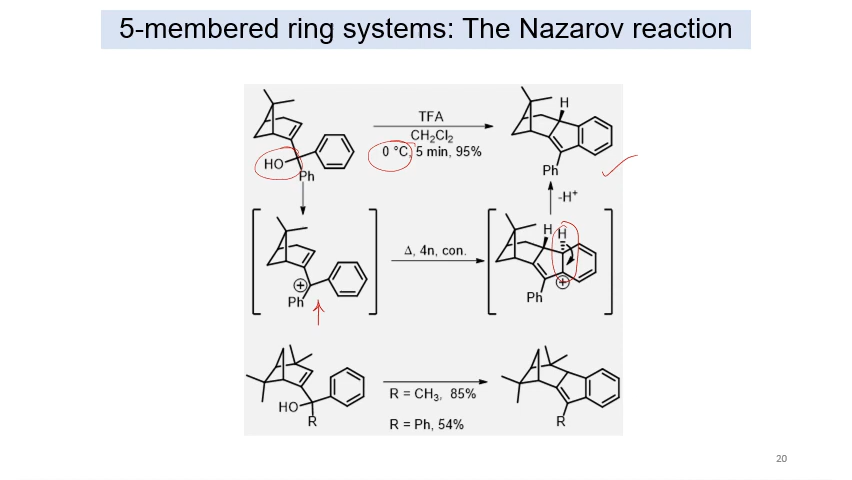 5-membered ring systems: The Nazarov reaction
H
TFA
CH₂Cl₂
0 °C, 5 min, 95%
HO
Ph
Ph
-H⁺
H
H
Δ, 4n, con.
⊕
Ph
⊕
Ph
R = CH₃, 85%
HO
R
R = Ph, 54%
R
20